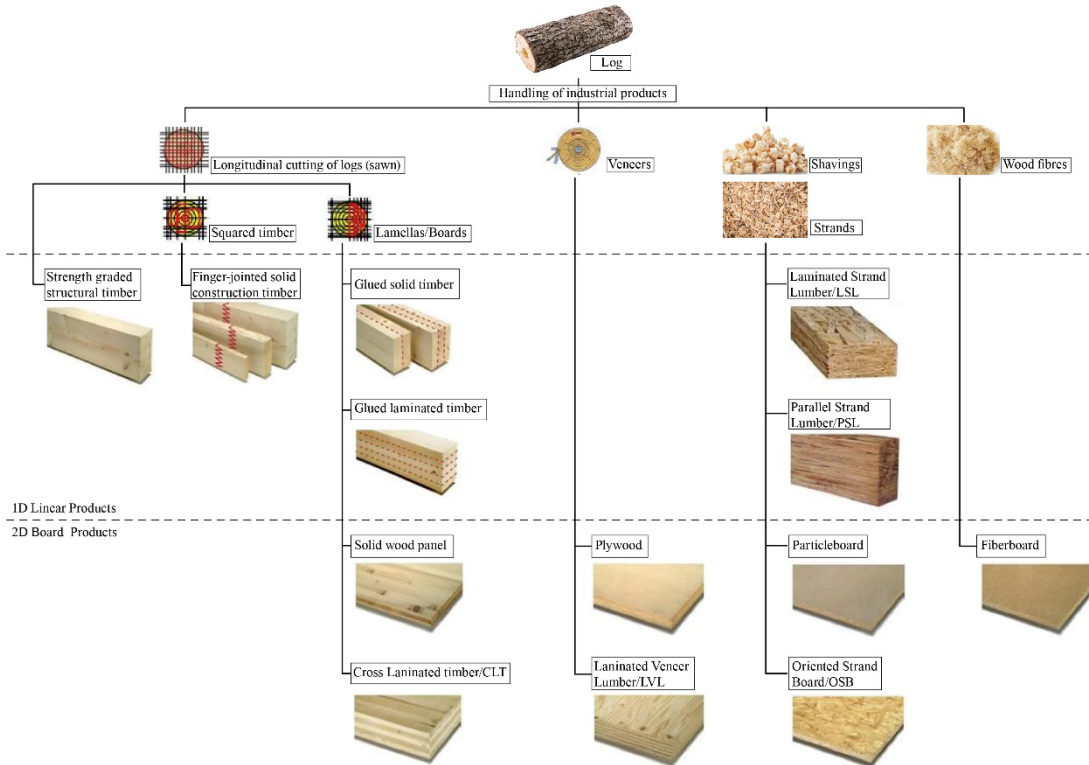 Log
Handling of industrial products
Longitudinal cutting of logs (sawn)
Veneers
Shavings
Wood fibres
Squared timber
Lamellas/Boards
Strands
Strength graded
structural timber
Finger-jointed solid
construction timber
Glued solid timber
Laminated Strand
Lumber/LSL
Glued laminated timber
Parallel Strand
Lumber/PSL
1D Linear Products
2D Board Products
Solid wood panel
Plywood
Particleboard
Fiberboard
Cross Laninated timber/CLT
Laninated Veneer
Lumber/LVL
Oriented Strand
Board/OSB